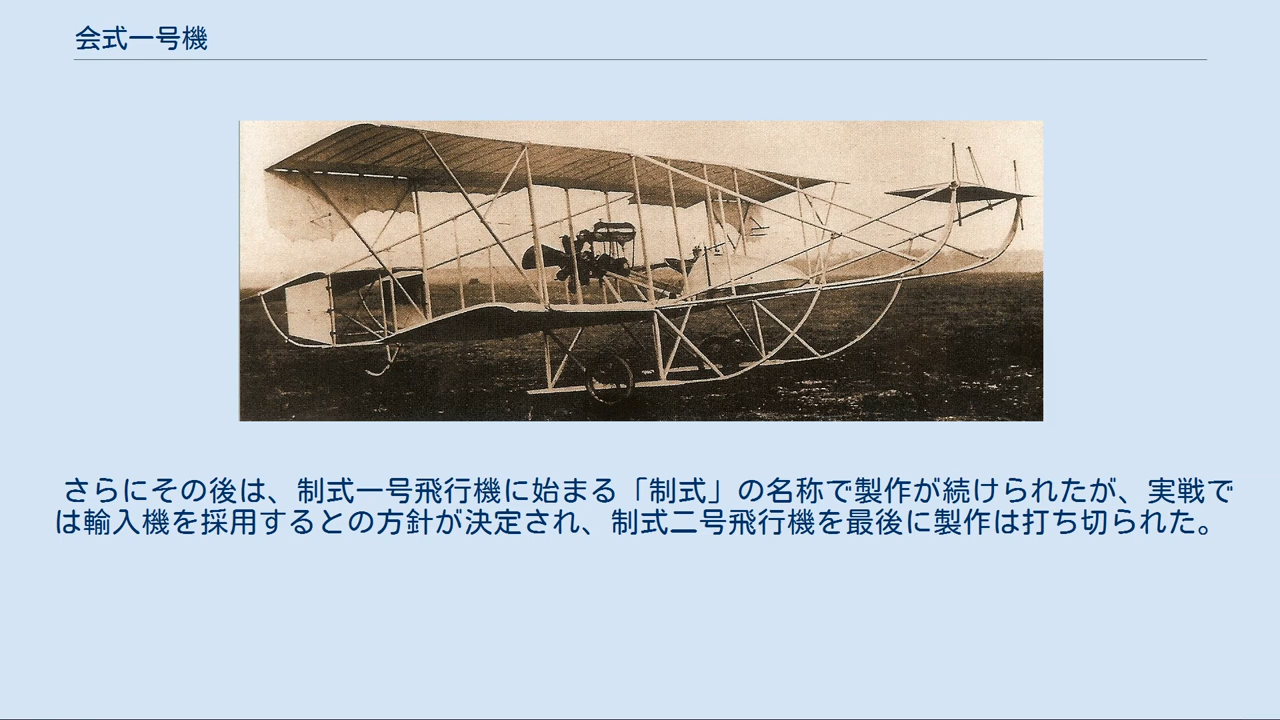 会式一号機
さらにその後は、制式一号飛行機に始まる「制式」の名称で製作が続けられたが、実戦で
は輸入機を採用するとの方針が決定され、制式二号飛行機を最後に製作は打ち切られた。